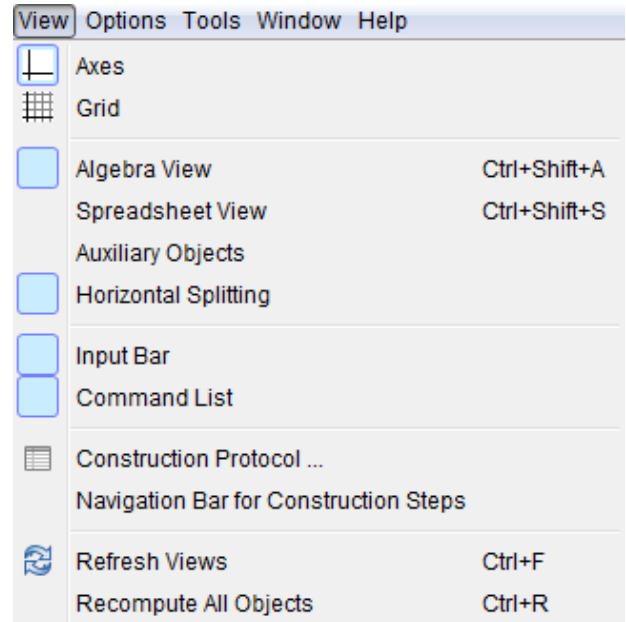 View Options Tools Window Help
Axes
Grid
Algebra View Ctrl+Shift+A
Spreadsheet View Ctrl+Shift+S
Auxiliary Objects
Horizontal Splitting
Input Bar
Command List
Construction Protocol ...
Navigation Bar for Construction Steps
Refresh Views Ctrl+F
Recompute All Objects Ctrl+R